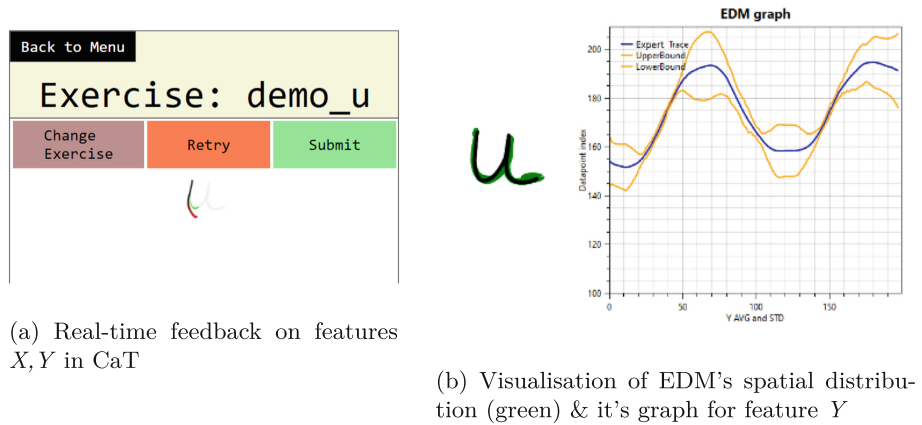 Back to Menu
Exercise: demo_u
Change
Exercise
Retry
Submit
u
(a) Real-time feedback on features
X, Y in CaT
u
EDM graph
Expert_Trace
UpperBound
LowerBound
200
180
160
140
120
100
Datapoint index
0
50
100
150
Y AVG and STD
(b) Visualisation of EDM's spatial distribu-
tion (green) & it's graph for feature Y